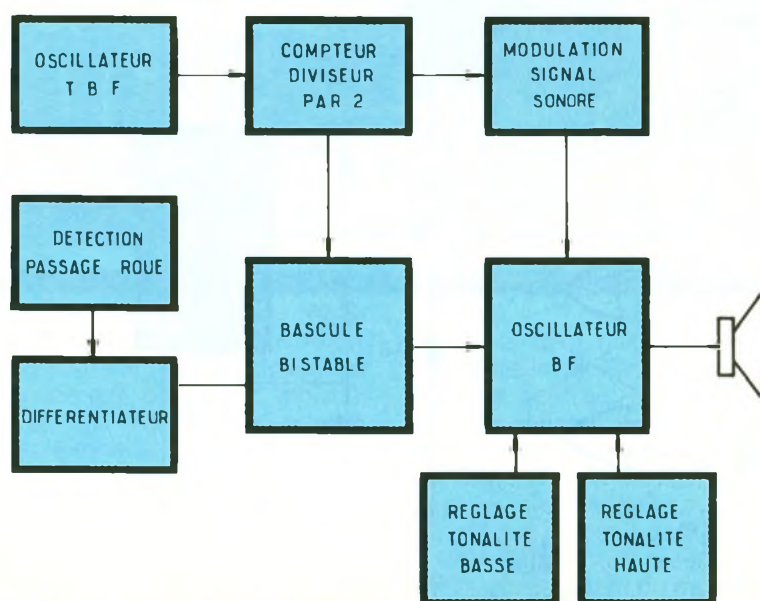 OSCILLATEUR
T B F
COMPTEUR
DIVISEUR
PAR 2
MODULATION
SIGNAL
SONORE
DETECTION
PASSAGE ROUE
BASCULE
BISTABLE
OSCILLATEUR
B F
DIFFERENTIATEUR
REGLAGE
TONALITE
BASSE
REGLAGE
TONALITE
HAUTE